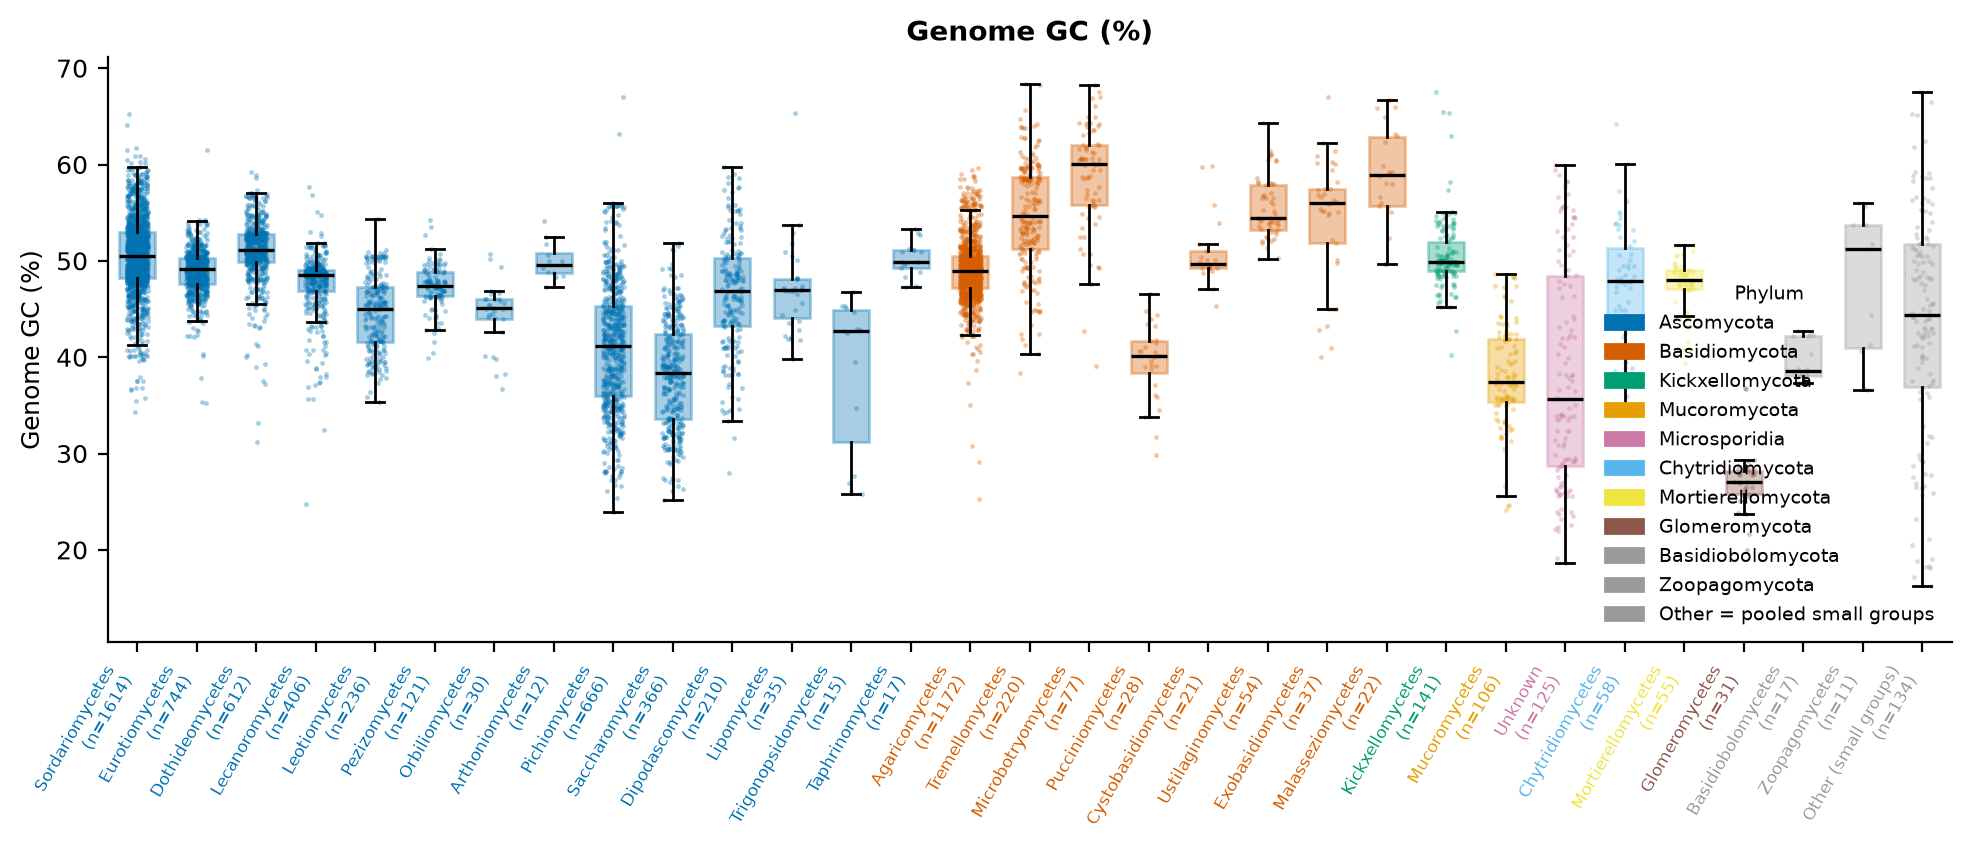 Genome GC (%)
Genome GC (%)
70
60
50
40
30
20
Sordariomycetes
(n=1614)
Eurotiomycetes
(n=744)
Dothideomycetes
(n=612)
Lecanoromycetes
(n=406)
Leotiomycetes
(n=236)
Pezizomycetes
(n=121)
Orbiliomycetes
(n=30)
Arthoniomycetes
(n=12)
Pichiomycetes
(n=666)
Saccharomycetes
(n=366)
Dipodascomycetes
(n=210)
Lipomycetes
(n=35)
Trigonopsidomycetes
(n=15)
Taphrinomycetes
(n=17)
Agaricomycetes
(n=1172)
Tremellomycetes
(n=220)
Microbotryomycetes
(n=77)
Pucciniomycetes
(n=28)
Cystobasidiomycetes
(n=21)
Ustilaginomycetes
(n=54)
Exobasidiomycetes
(n=37)
Malasseziomycetes
(n=22)
Kickxellomycetes
(n=141)
Mucoromycetes
(n=106)
Unknown
(n=125)
Chytridiomycetes
(n=58)
Mortierellomycetes
(n=55)
Glomeromycetes
(n=31)
Basidiobolomycetes
(n=17)
Zoopagomycetes
(n=11)
Other (small groups)
(n=134)
Phylum
Ascomycota
Basidiomycota
Kickxellomycota
Mucoromycota
Microsporidia
Chytridiomycota
Mortierellomycota
Glomeromycota
Basidiobolomycota
Zoopagomycota
Other = pooled small groups